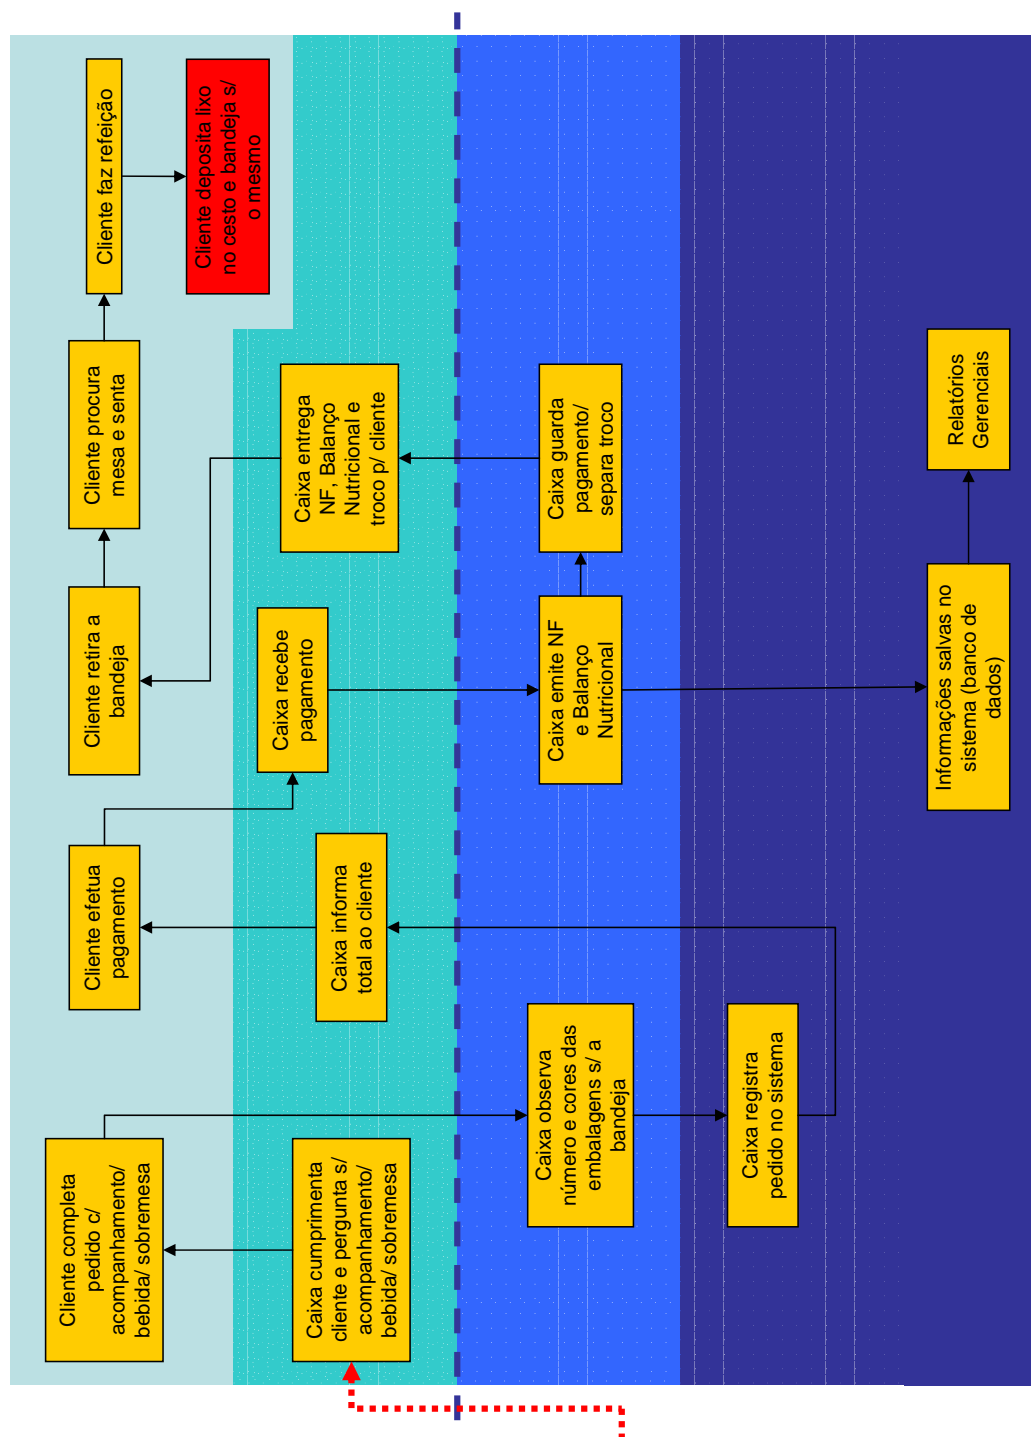 Cliente completa
pedido c/
acompanhamento/
bebida/ sobremesa
Caixa cumprimenta
cliente e pergunta s/
acompanhamento/
bebida/ sobremesa
Caixa observa
número e cores das
embalagens s/ a
bandeja
Caixa registra
pedido no sistema
Caixa informa
total ao cliente
Cliente efetua
pagamento
Caixa recebe
pagamento
Caixa emite NF
e Balanço
Nutricional
Informações salvas no
sistema (banco de
dados)
Relatórios
Gerenciais
Caixa guarda
pagamento/
separa troco
Caixa entrega
NF, Balanço
Nutricional e
troco p/ cliente
Cliente retira a
bandeja
Cliente procura
mesa e senta
Cliente faz refeição
Cliente deposita lixo
no cesto e bandeja s/
o mesmo